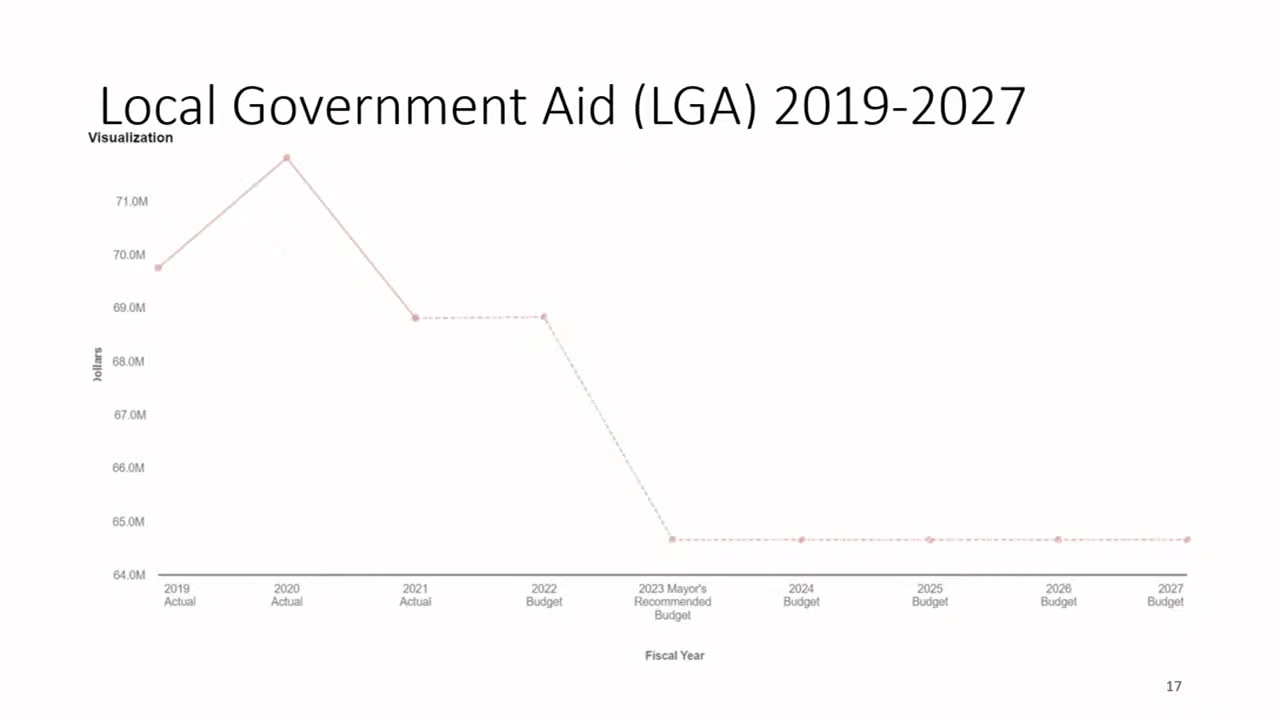 Local Government Aid (LGA) 2019-2027
Visualization
71.0M
70.0M
69.0M
68.0M
67.0M
66.0M
65.0M
64.0M
2019
Actual
2020
Actual
2021
Actual
2022
Budget
2023 Mayor's
Recommended
Budget
2024
Budget
2025
Budget
2026
Budget
2027
Budget
Fiscal Year
17